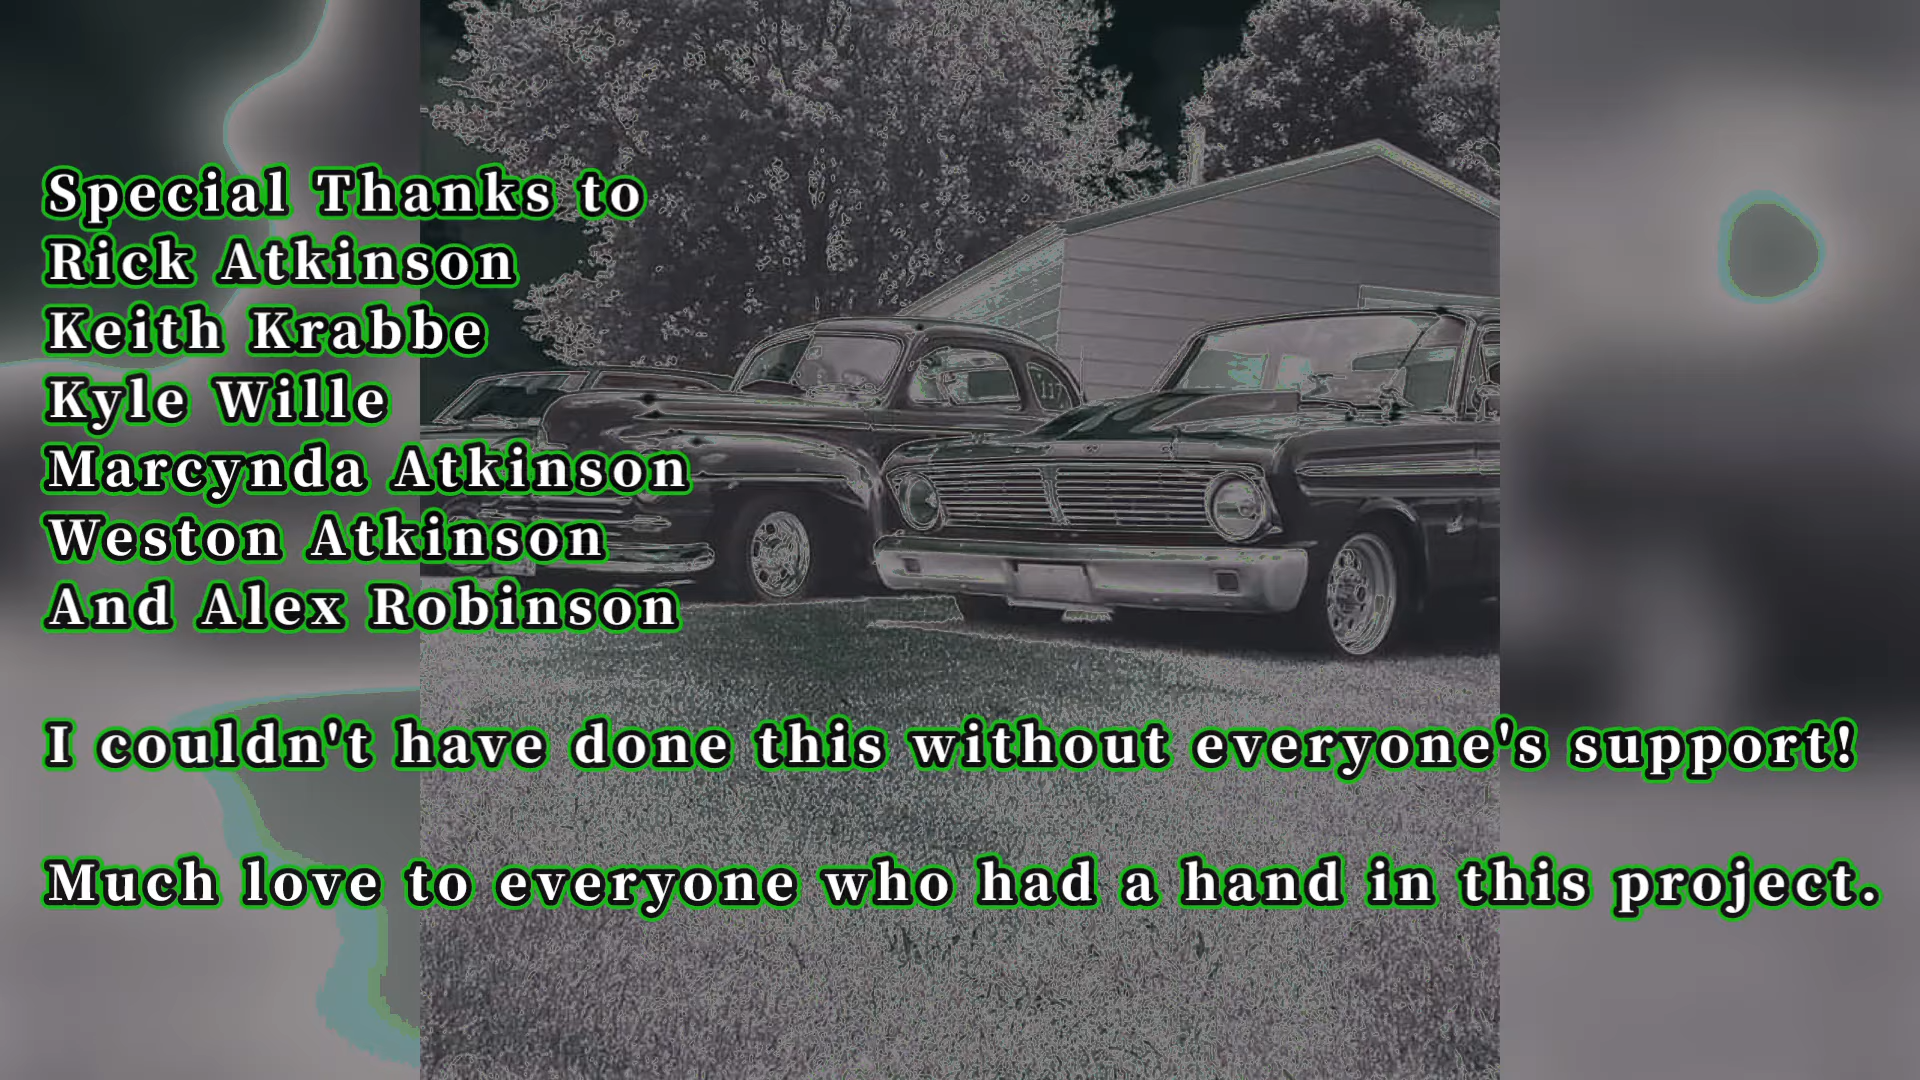 Special Thanks to
Rick Atkinson
Keith Krabbe
Kyle Wille
Marcynda Atkinson
Weston Atkinson
And Alex Robinson
I couldn't have done this without everyone's support!
Much love to everyone who had a hand in this project.
117